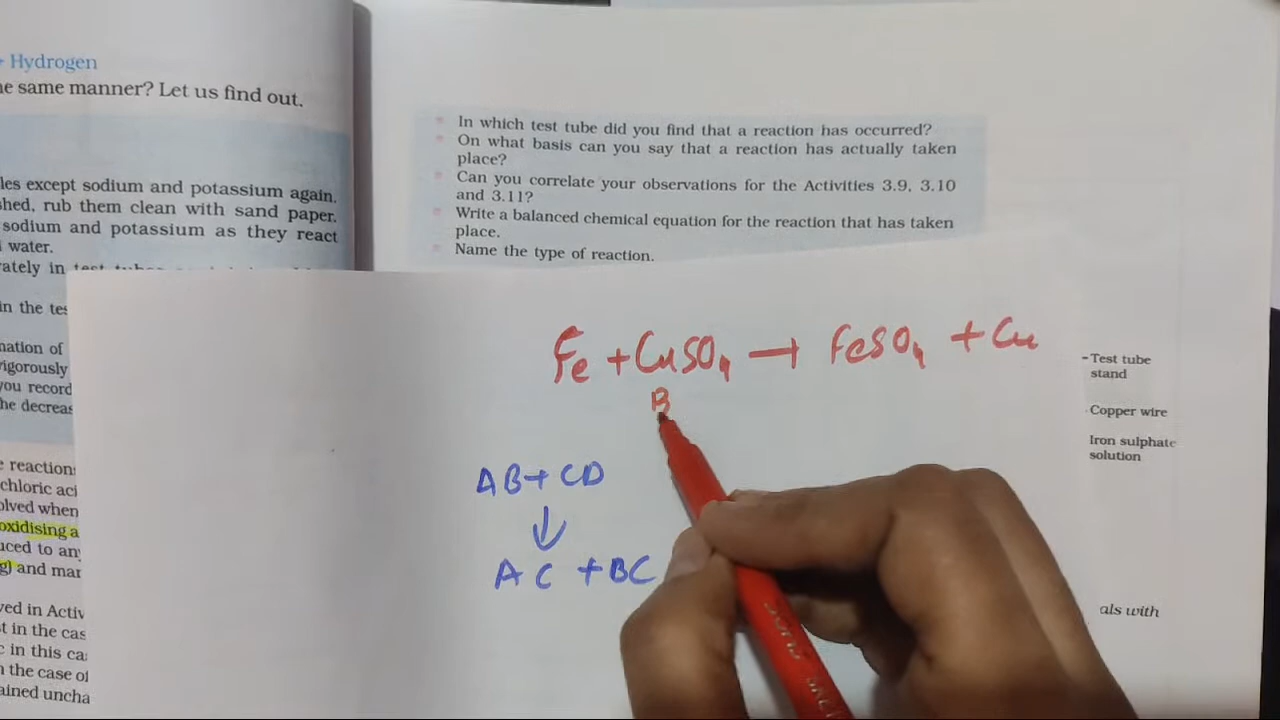 Hydrogen
e same manner? Let us find out.
les except sodium and potassium again.
shed, rub them clean with sand paper.
sodium and potassium as they react
water.
ately in test tubes
in the tes
nation of
vigorously
you record
he decreas
e reaction
chloric aci
olved when
oxidising a
uced to any
g) and mar
ved in Activ
t in the cas
c in this ca
n the case of
ained uncha
In which test tube did you find that a reaction has occurred?
On what basis can you say that a reaction has actually taken
place?
Can you correlate your observations for the Activities 3.9, 3.10
and 3.11?
Write a balanced chemical equation for the reaction that has taken
place.
Name the type of reaction.
Fe + CuSO4 → FeSO4 + Cu
B
AB + CD
↓
AC + BC
Test tube
stand
Copper wire
Iron sulphate
solution
als with